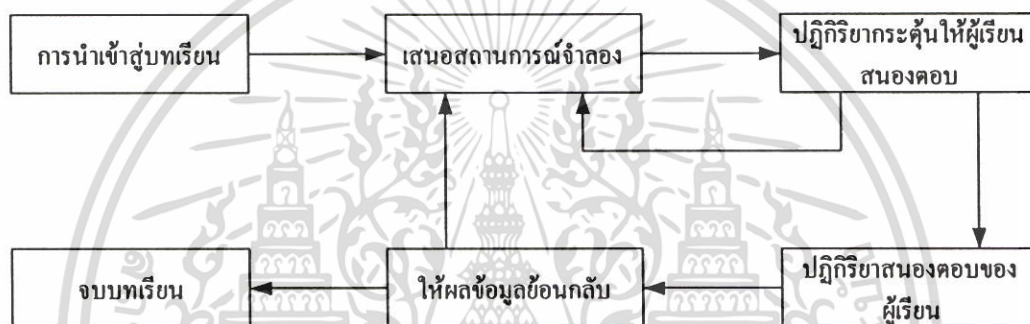 การนำเข้าสู่บทเรียน
เสนอสถานการณ์จำลอง
ปฏิกิริยากระตุ้นให้ผู้เรียน
สนองตอบ
จบบทเรียน
ให้ผลข้อมูลย้อนกลับ
ปฏิกิริยาสนองตอบของ
ผู้เรียน